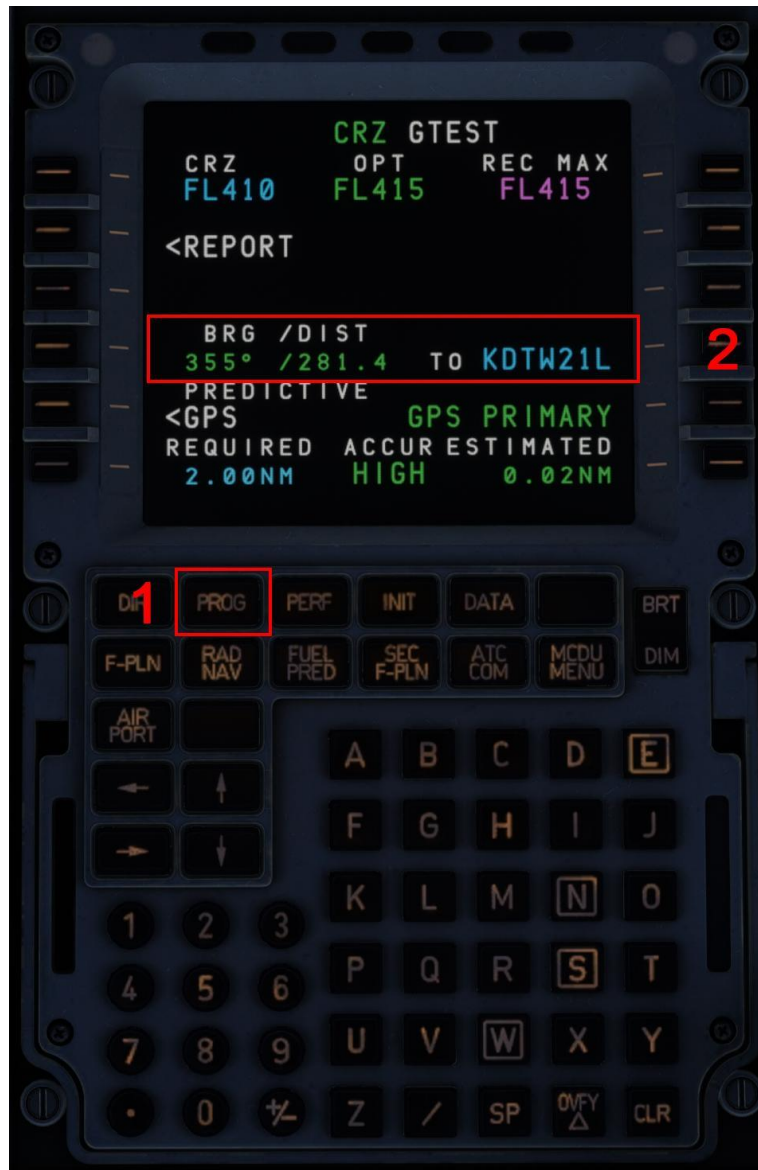 CRZ GTEST
CRZ OPT REC MAX
FL410 FL415 FL415
<REPORT
BRG /DIST
355° /281.4 TO KDTW21L
2
PREDICTIVE
<GPS GPS PRIMARY
REQUIRED ACCUR ESTIMATED
2.00NM HIGH 0.02NM
1
DIR PROG PERF INIT DATA BRT
F-PLN RAD NAV FUEL PRED SEC F-PLN ATC COM MCDU MENU DIM
AIR PORT
A B C D E
F G H I J
K L M N O
1 2 3
P Q R S T
4 5 6
U V W X Y
7 8 9
Z / SP OVFY Δ CLR
. 0 +/-